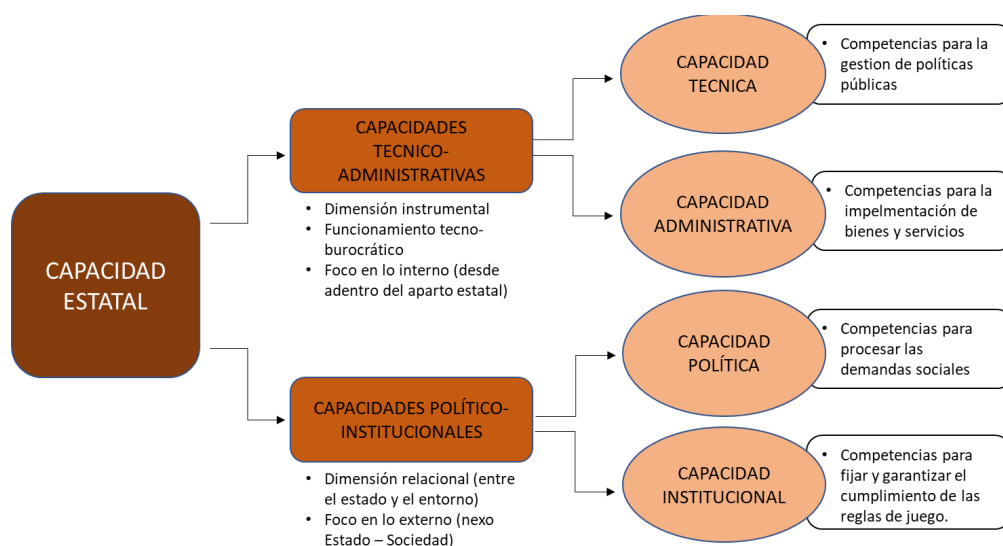 CAPACIDAD
ESTATAL
CAPACIDADES
TECNICO-
ADMINISTRATIVAS
• Dimensión instrumental
• Funcionamiento tecno-
burocrático
• Foco en lo interno (desde
adentro del aparto estatal)
CAPACIDAD
TECNICA
• Competencias para la
gestion de políticas
públicas
CAPACIDAD
ADMINISTRATIVA
• Competencias para la
impelmentación de
bienes y servicios
CAPACIDADES POLÍTICO-
INSTITUCIONALES
• Dimensión relacional (entre
el estado y el entorno)
• Foco en lo externo (nexo
Estado – Sociedad)
CAPACIDAD
POLÍTICA
• Competencias para
procesar las
demandas sociales
CAPACIDAD
INSTITUCIONAL
• Competencias para
fijar y garantizar el
cumplimiento de las
reglas de juego.